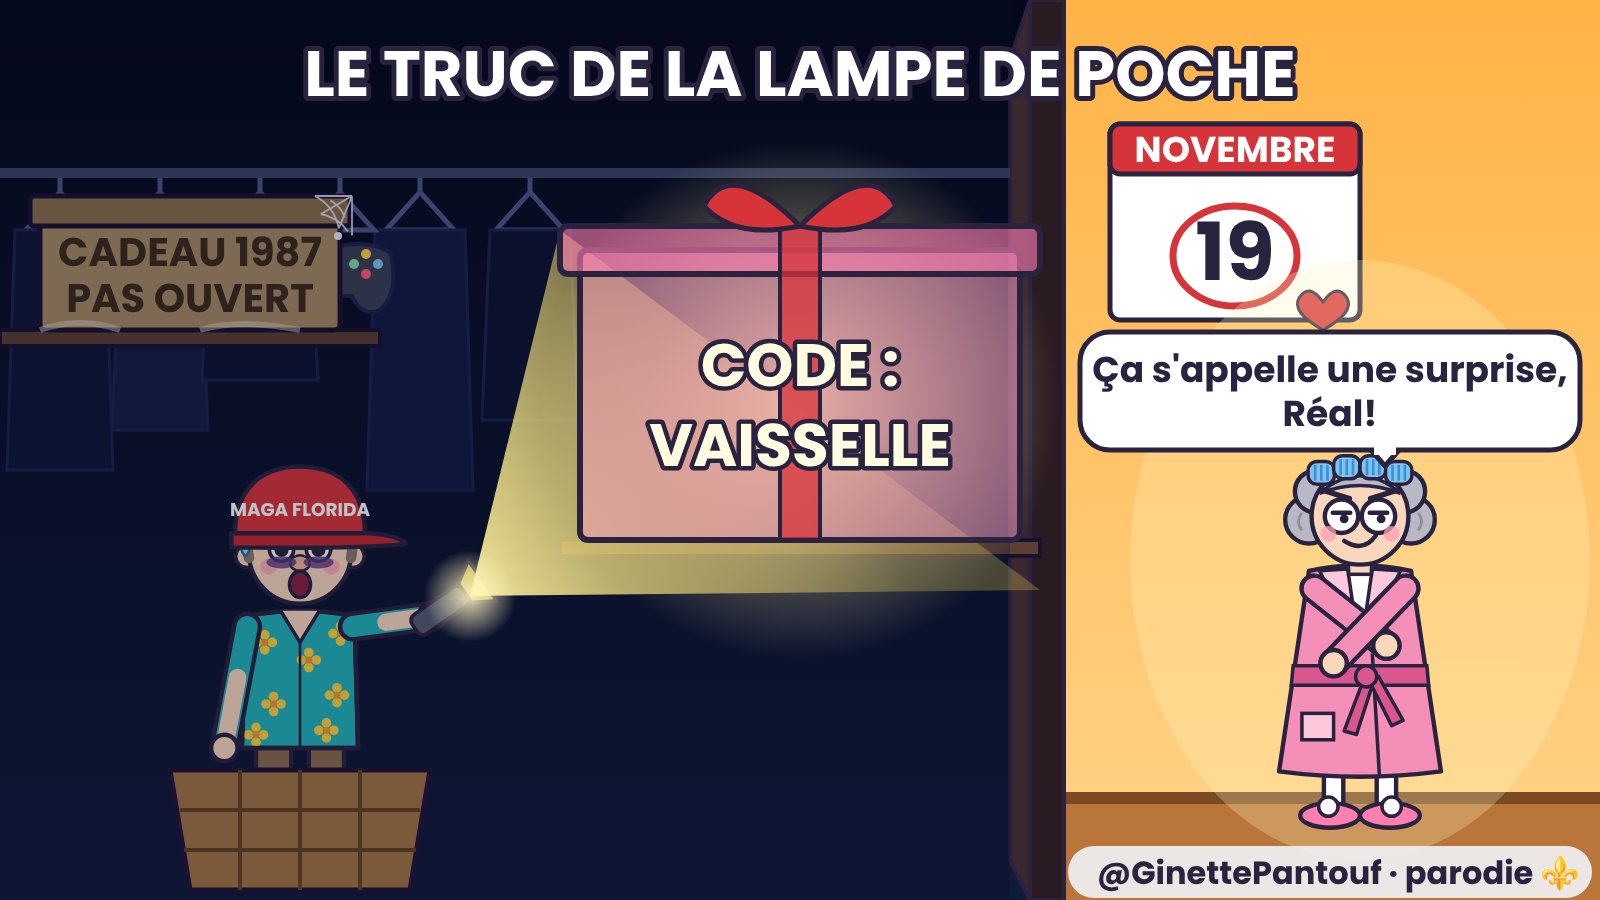 LE TRUC DE LA LAMPE DE POCHE
NOVEMBRE
19
CADEAU 1987
PAS OUVERT
CODE :
VAISSELLE
Ça s'appelle une surprise,
Réal!
MAGA FLORIDA
@GinettePantouf · parodie ⚜️